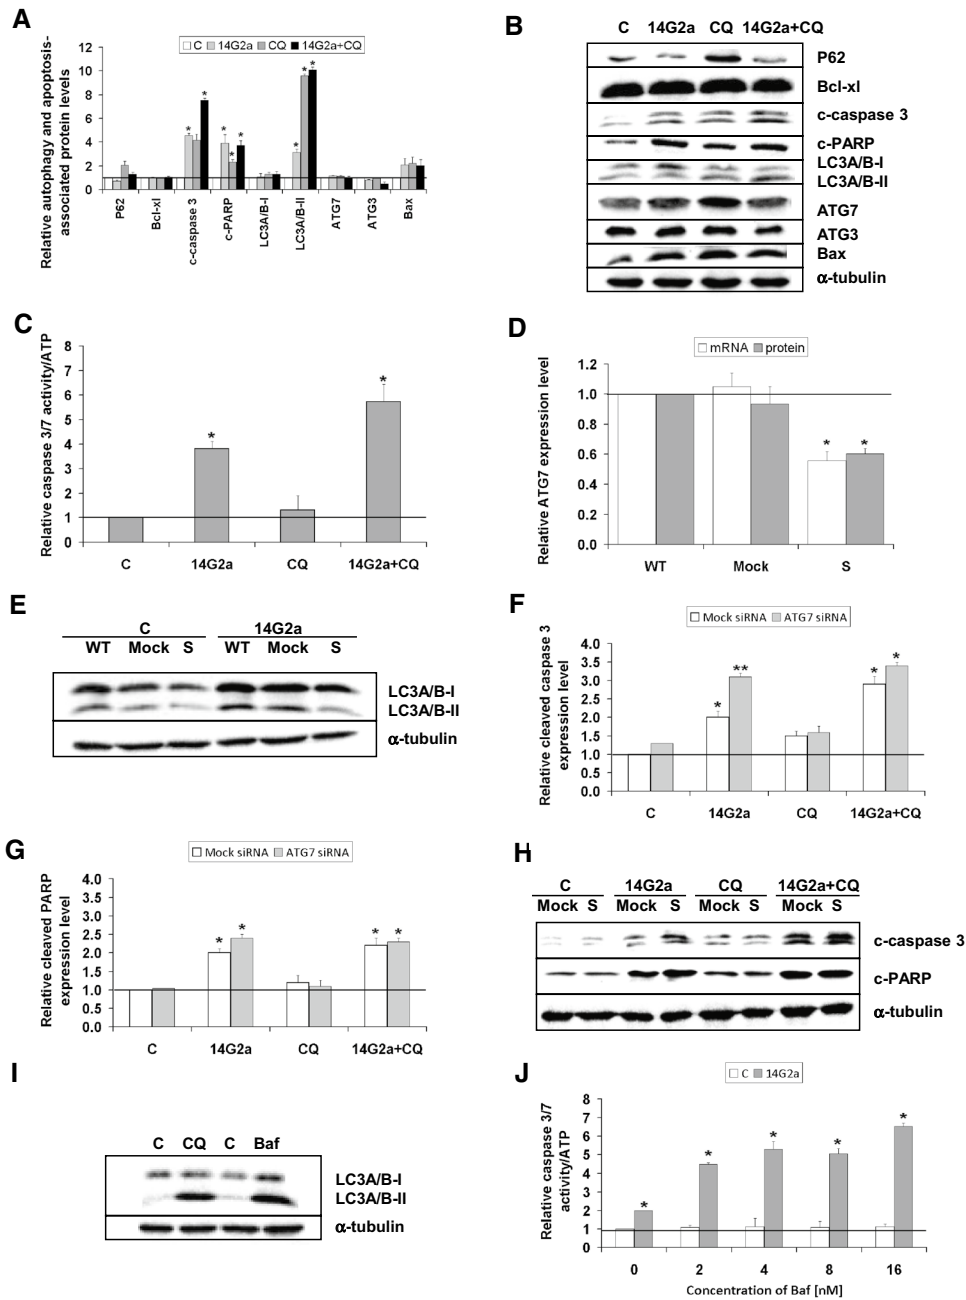 A
Relative autophagy and apoptosis-
associated protein levels
C 14G2a CQ 14G2a+CQ
12
10
8
6
4
2
0
* * * * * * * * *
P62
Bcl-xl
c-caspase 3
c-PARP
LC3A/B-I
LC3A/B-II
ATG7
ATG3
Bax
B
C 14G2a CQ 14G2a+CQ
P62
Bcl-xl
c-caspase 3
c-PARP
LC3A/B-I
LC3A/B-II
ATG7
ATG3
Bax
α-tubulin
C
Relative caspase 3/7 activity/ATP
8
7
6
5
4
3
2
1
0
* *
C 14G2a CQ 14G2a+CQ
D
mRNA protein
Relative ATG7 expression level
1.2
1.0
0.8
0.6
0.4
0.2
0.0
* *
WT Mock S
E
C 14G2a
WT Mock S WT Mock S
LC3A/B-I
LC3A/B-II
α-tubulin
F
Mock siRNA ATG7 siRNA
Relative cleaved caspase 3
expression level
4.0
3.5
3.0
2.5
2.0
1.5
1.0
0.5
0.0
* ** * *
C 14G2a CQ 14G2a+CQ
G
Mock siRNA ATG7 siRNA
Relative cleaved PARP
expression level
4.0
3.5
3.0
2.5
2.0
1.5
1.0
0.5
0.0
* * * *
C 14G2a CQ 14G2a+CQ
H
C 14G2a CQ 14G2a+CQ
Mock S Mock S Mock S Mock S
c-caspase 3
c-PARP
α-tubulin
I
C CQ C Baf
LC3A/B-I
LC3A/B-II
α-tubulin
J
C 14G2a
Relative caspase 3/7
activity/ATP
8
7
6
5
4
3
2
1
0
* * * * *
0 2 4 8 16
Concentration of Baf [nM]